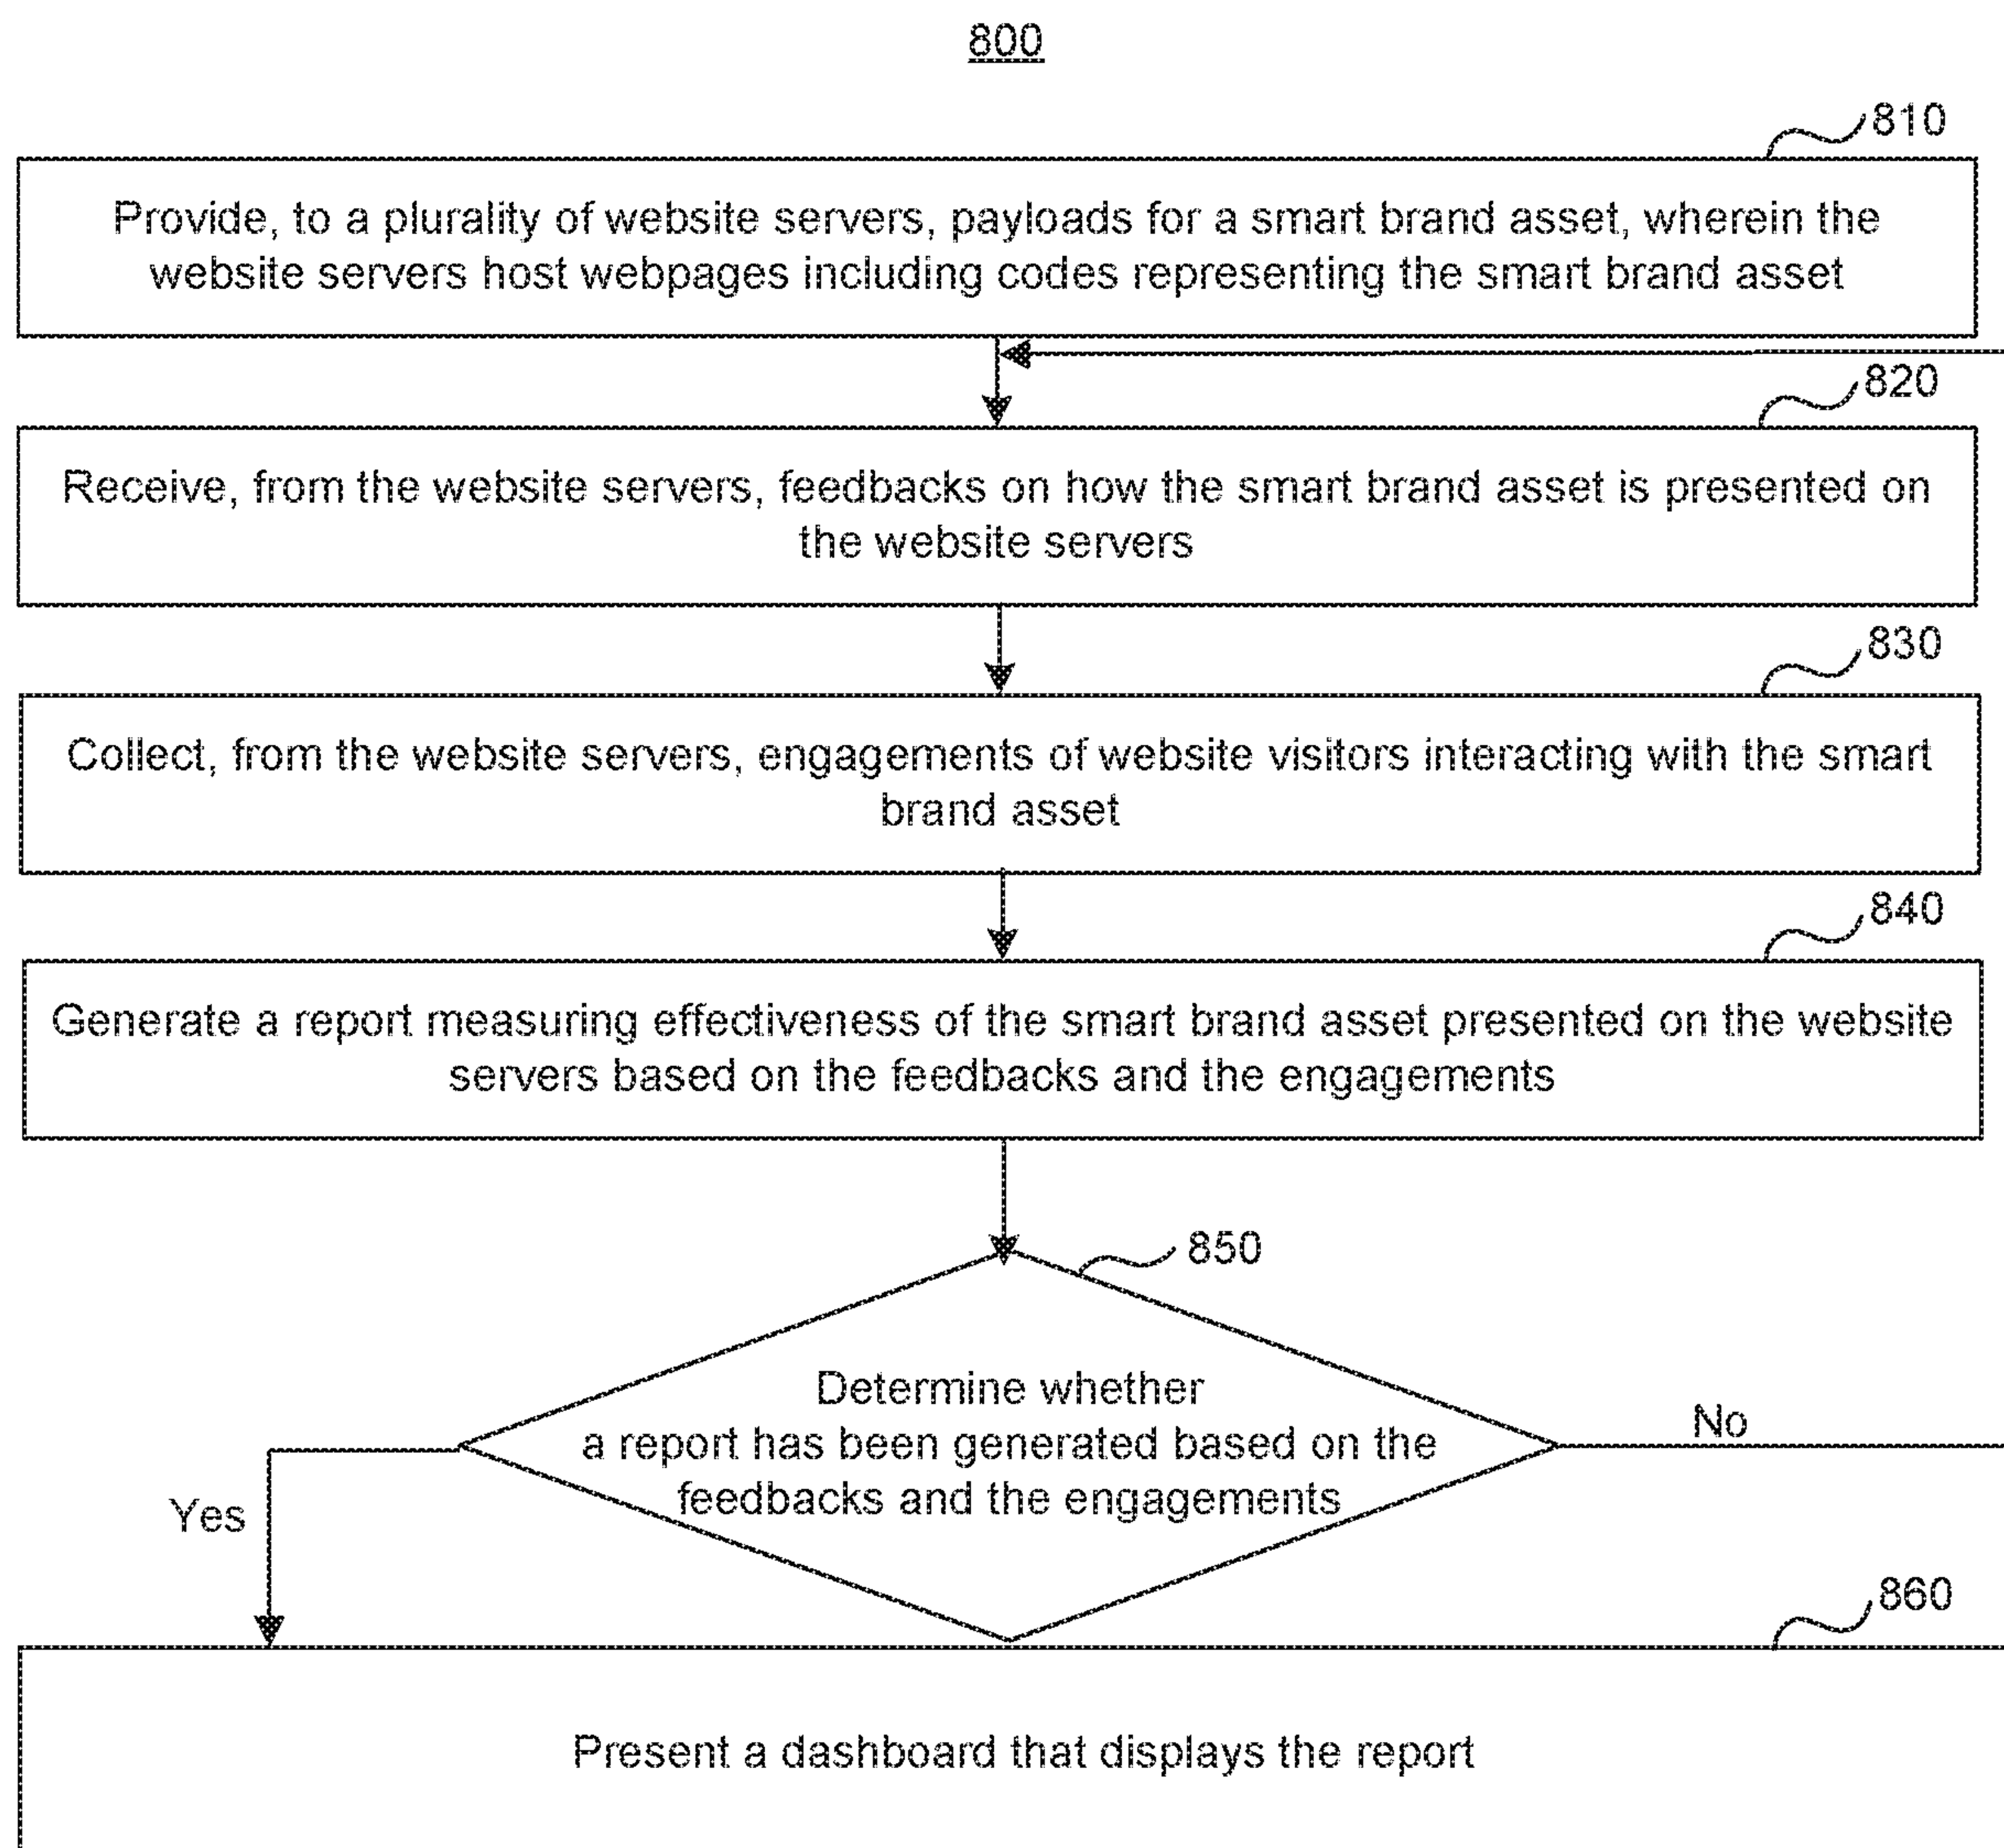 800
810
Provide, to a plurality of website servers, payloads for a smart brand asset, wherein the
website servers host webpages including codes representing the smart brand asset
820
Receive, from the website servers, feedbacks on how the smart brand asset is presented on
the website servers
830
Collect, from the website servers, engagements of website visitors interacting with the smart
brand asset
840
Generate a report measuring effectiveness of the smart brand asset presented on the website
servers based on the feedbacks and the engagements
850
Determine whether
a report has been generated based on the
feedbacks and the engagements
No
Yes
860
Present a dashboard that displays the report